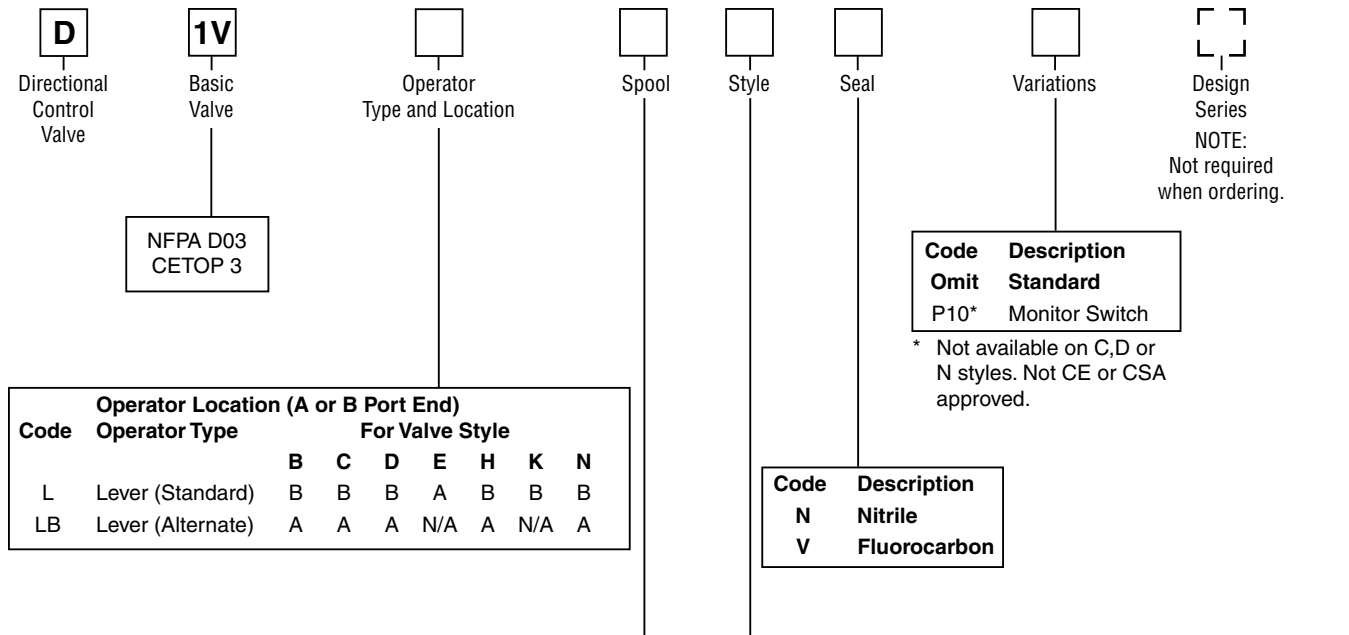 D 1V
Directional Control Valve
Basic Valve
Operator Type and Location
Spool
Style
Seal
Variations
Design Series
NOTE:
Not required
when ordering.
NFPA D03
CETOP 3
Code Description
Omit Standard
P10* Monitor Switch
* Not available on C,D or
N styles. Not CE or CSA
approved.
Operator Location (A or B Port End)
Code Operator Type For Valve Style
B C D E H K N
L Lever (Standard) B B B A B B B
LB Lever (Alternate) A A A N/A A N/A A
Code Description
N Nitrile
V Fluorocarbon